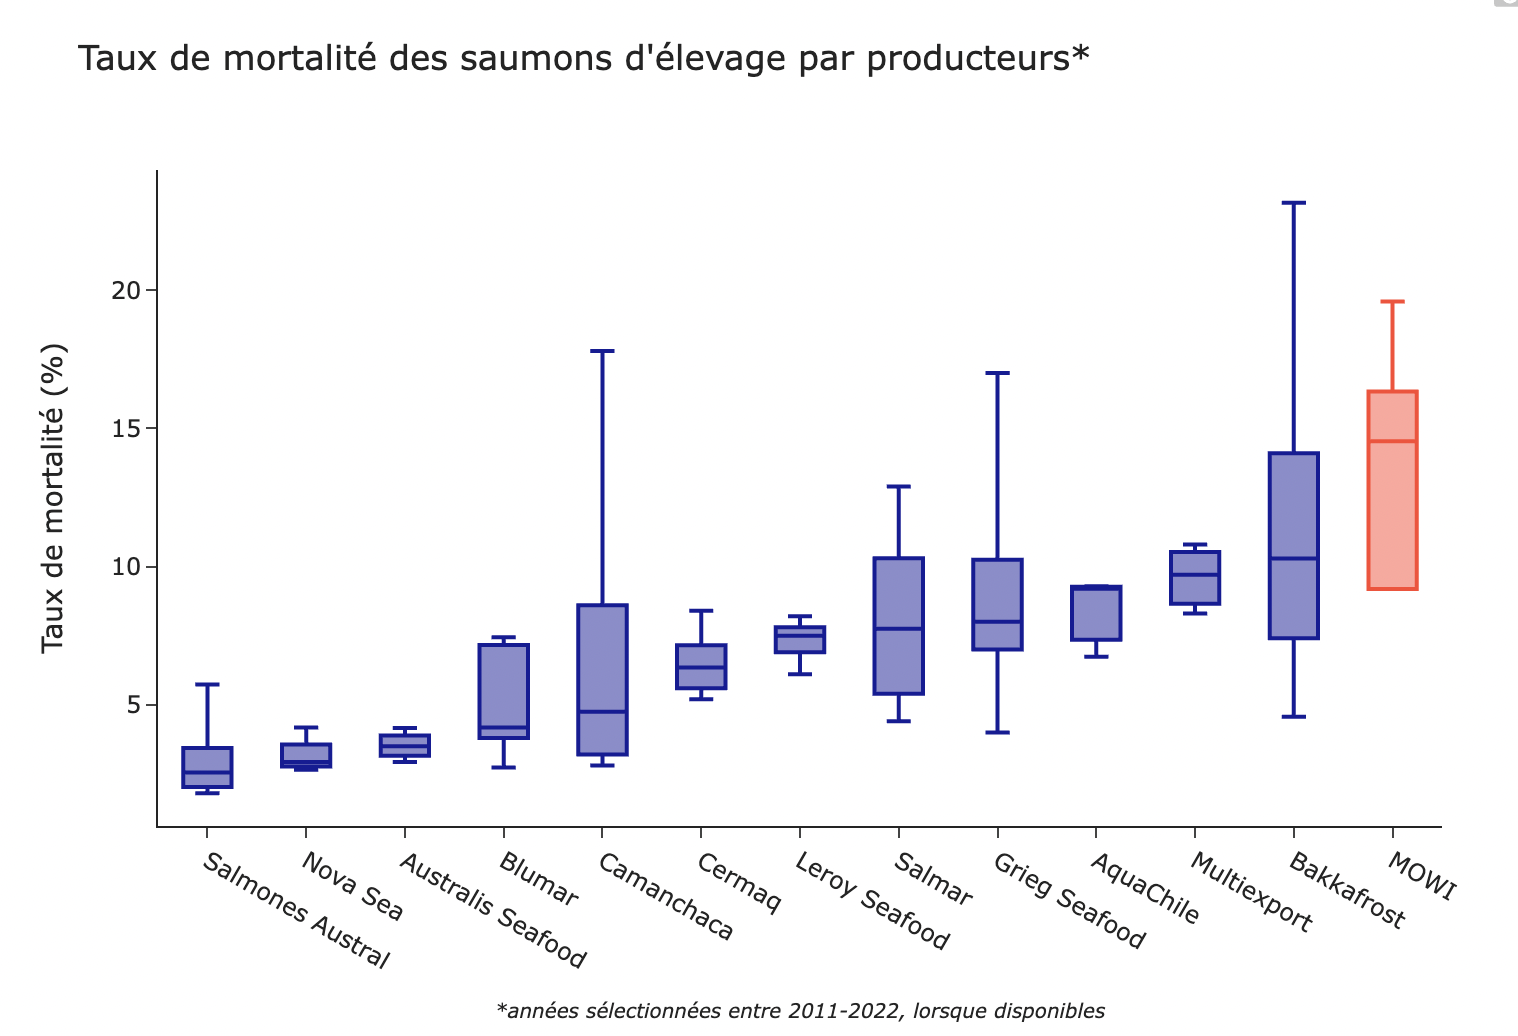 Taux de mortalité des saumons d'élevage par producteurs*
Taux de mortalité (%)
20
15
10
5
Salmones Austral
Nova Sea
Australis Seafood
Blumar
Camanchaca
Cermaq
Leroy Seafood
Salmar
Grieg Seafood
AquaChile
Multiexport
Bakkafrost
MOWI
*années sélectionnées entre 2011-2022, lorsque disponibles